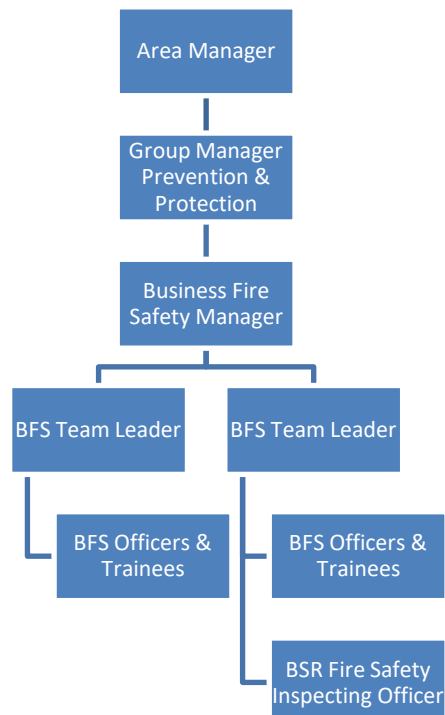 Area Manager
Group Manager
Prevention &
Protection
Business Fire
Safety Manager
BFS Team Leader
BFS Team Leader
BFS Officers &
Trainees
BFS Officers &
Trainees
BSR Fire Safety
Inspecting Officer